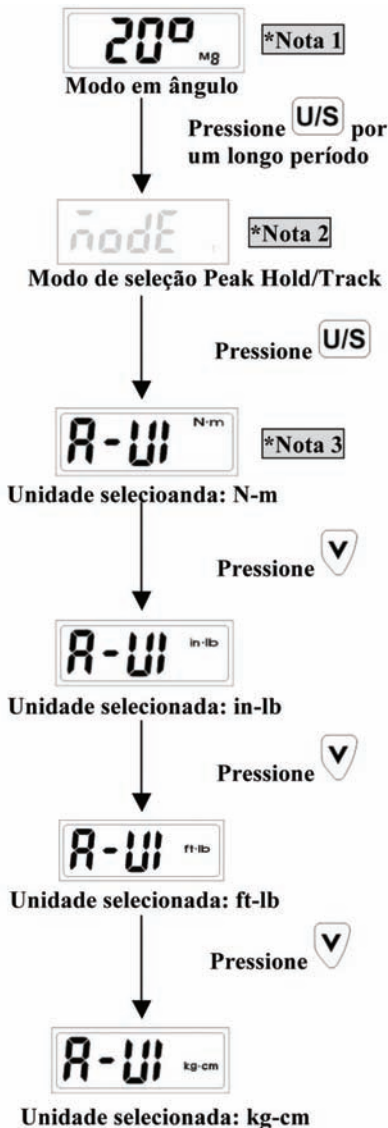 20º Mg *Nota 1
Modo em ângulo
Pressione U/S por
um longo período
modE *Nota 2
Modo de seleção Peak Hold/Track
Pressione U/S
A-UI N·m *Nota 3
Unidade selecioanda: N-m
Pressione V
A-UI in·lb
Unidade selecionada: in-lb
Pressione V
A-UI ft·lb
Unidade selecionada: ft-lb
Pressione V
A-UI kg·cm
Unidade selecionada: kg-cm